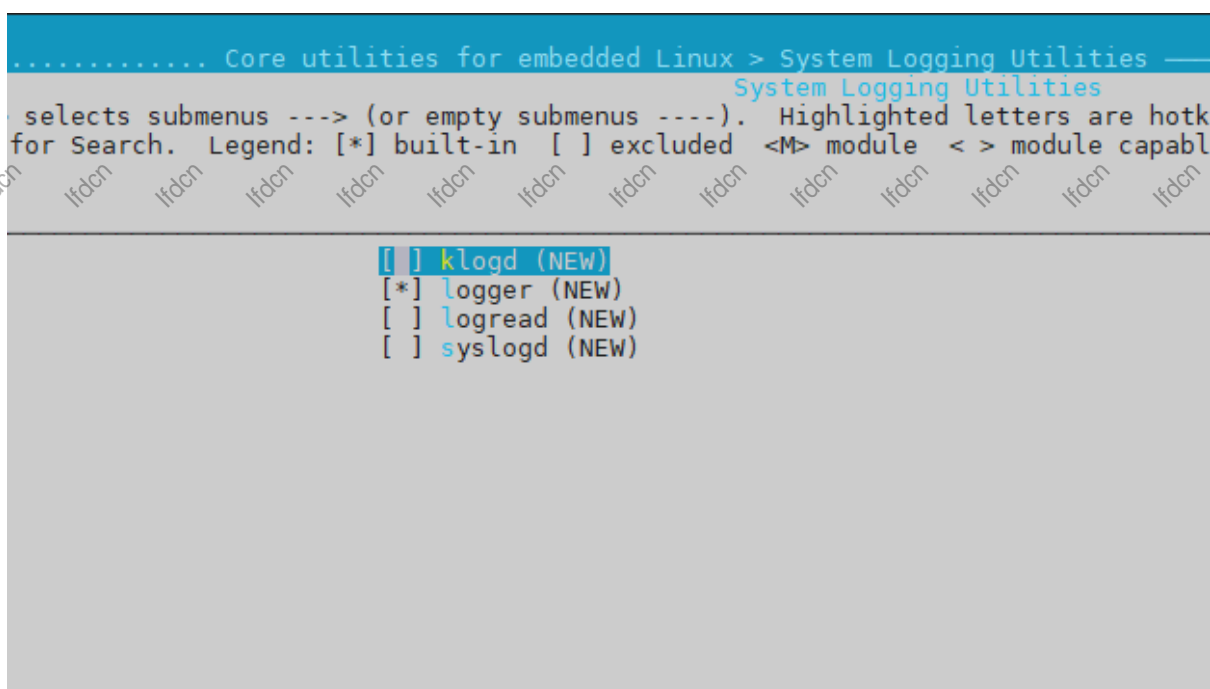 .............. Core utilities for embedded Linux > System Logging Utilities
System Logging Utilities
selects submenus ---> (or empty submenus ----).  Highlighted letters are hotk
for Search.  Legend: [*] built-in  [ ] excluded  <M> module  < > module capabl
lfdcn lfdcn lfdcn lfdcn lfdcn lfdcn lfdcn lfdcn lfdcn lfdcn lfdcn lfdcn lfdcn
[ ] klogd (NEW)
[*] logger (NEW)
[ ] logread (NEW)
[ ] syslogd (NEW)